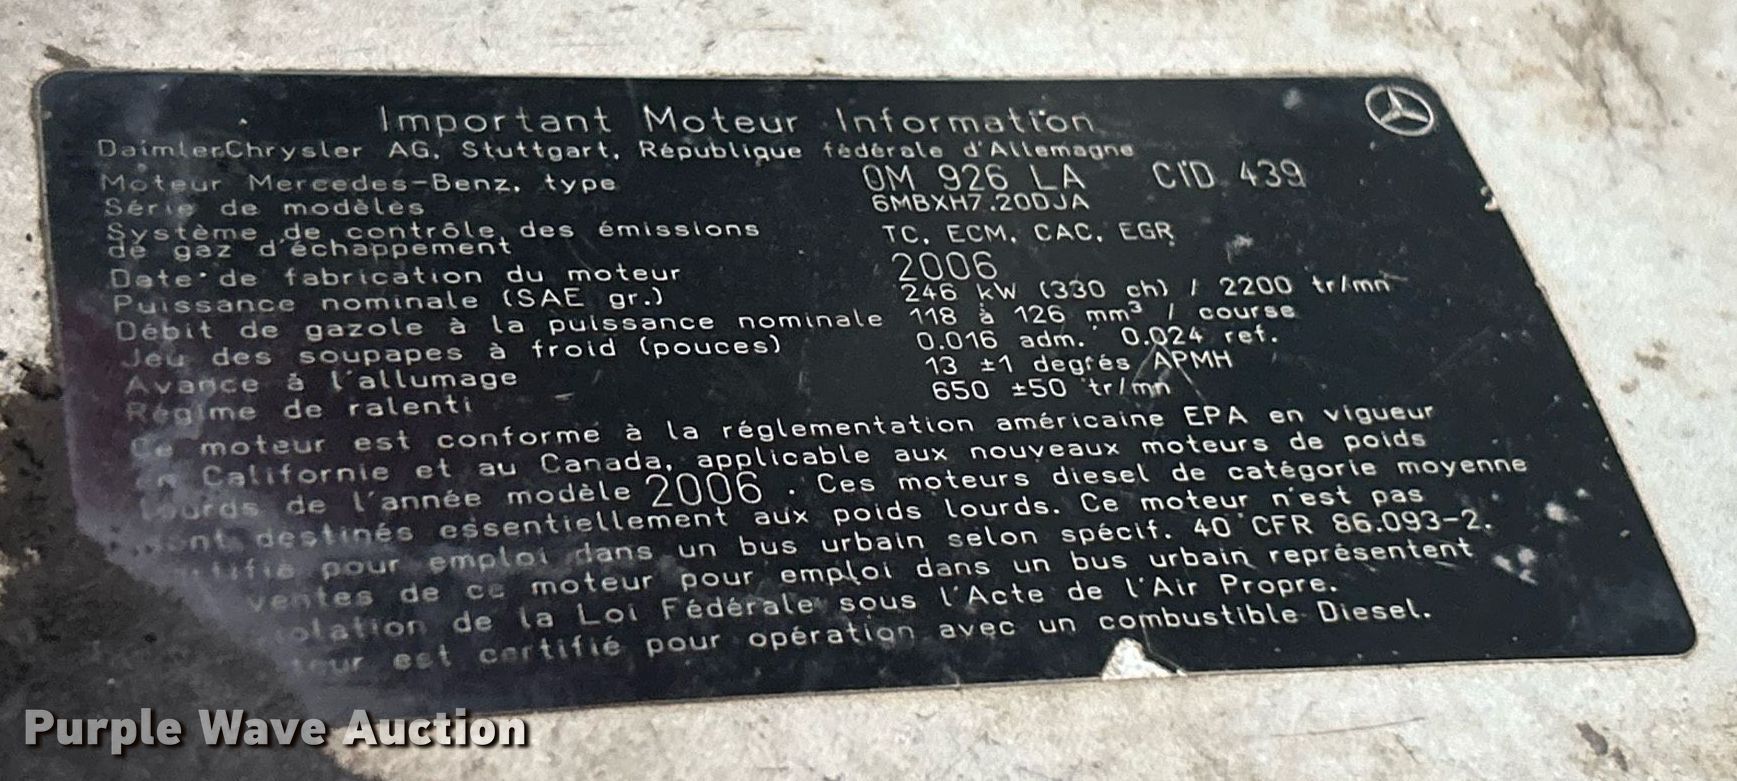 Important Moteur Information
DaimlerChrysler AG, Stuttgart, République fédérale d'Allemagne
Moteur Mercedes-Benz, type OM 926 LA CID 439
Série de modèles 6MBXH7.20DJA
Système de contrôle des émissions
de gaz d'échappement TC, ECM, CAC, EGR
Date de fabrication du moteur 2006
Puissance nominale (SAE gr.) 246 kW (330 ch) / 2200 tr/mn
Débit de gazole à la puissance nominale 118 à 126 mm³ / course
Jeu des soupapes à froid (pouces) 0.016 adm. 0.024 ref.
Avance à l'allumage 13 ±1 degrés APMH
Régime de ralenti 650 ±50 tr/mn
Ce moteur est conforme à la réglementation américaine EPA en vigueur
Californie et au Canada, applicable aux nouveaux moteurs de poids
lourds de l'année modèle 2006. Ces moteurs diesel de catégorie moyenne
destinés essentiellement aux poids lourds. Ce moteur n'est pas
pour emploi dans un bus urbain selon spécif. 40 CFR 86.093-2.
ventes de ce moteur pour emploi dans un bus urbain représentent
de la Loi Fédérale sous l'Acte de l'Air Propre.
est certifié pour opération avec un combustible Diesel.
Purple Wave Auction